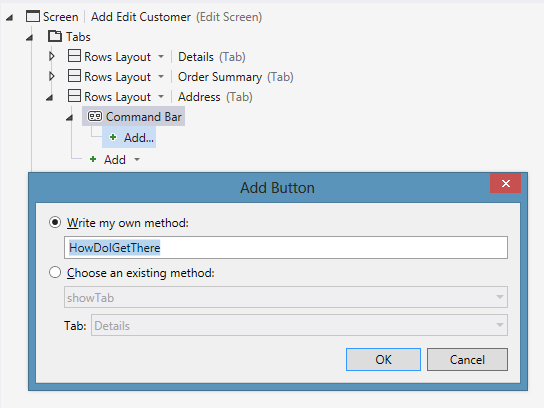 Screen | Add Edit Customer (Edit Screen)
Tabs
Rows Layout | Details (Tab)
Rows Layout | Order Summary (Tab)
Rows Layout | Address (Tab)
Command Bar
+ Add...
+ Add
Add Button
x
Write my own method:
HowDoIGetThere
Choose an existing method:
showTab
Tab: Details
OK Cancel